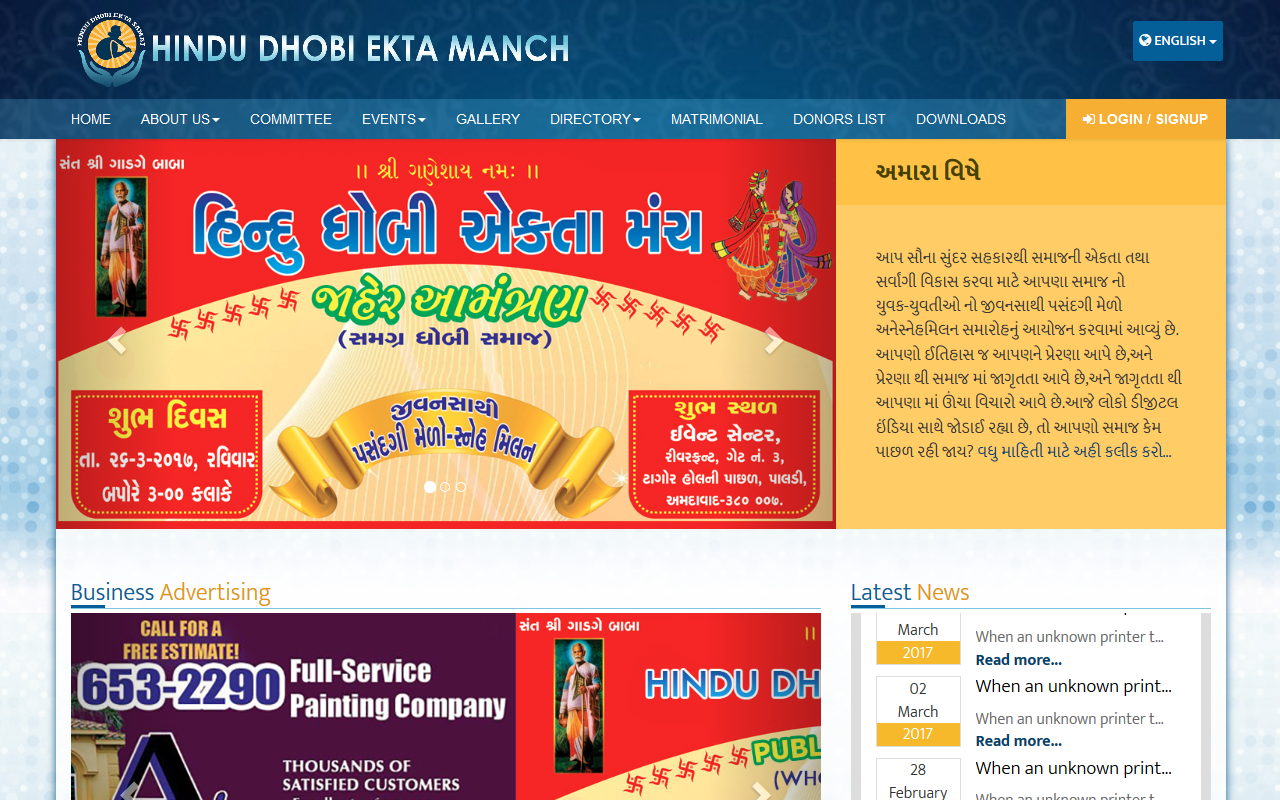 HINDU DHOBI EKTA SAMAJ
HINDU DHOBI EKTA MANCH
ENGLISH
HOME ABOUT US COMMITTEE EVENTS GALLERY DIRECTORY MATRIMONIAL DONORS LIST DOWNLOADS LOGIN / SIGNUP
સંત શ્રી ગાડગે બાબા
।। શ્રી ગણેશાય નમઃ ।।
હિન્દુ ધોબી એકતા મંચ
જાહેર આમંત્રણ
(સમગ્ર ધોબી સમાજ)
શુભ દિવસ
તા. ૨૬-૩-૨૦૧૭, રવિવાર
બપોરે ૩-૦૦ કલાકે
જીવનસાથી
પસંદગી મેળો-સ્નેહ મિલન
શુભ સ્થળ
ઈવેન્ટ સેન્ટર,
રીવરફ્રન્ટ, ગેટ નં. ૩,
ટાગોર હોલની પાછળ, પાલડી,
અમદાવાદ-૩૮૦ ૦૦૭.
અમારા વિષે
આપ સૌના સુંદર સહકારથી સમાજની એકતા તથા
સર્વાંગી વિકાસ કરવા માટે આપણા સમાજ નો
યુવક-યુવતીઓ નો જીવનસાથી પસંદગી મેળો
અનેસ્નેહમિલન સમારોહનું આયોજન કરવામાં આવ્યું છે.
આપણો ઈતિહાસ જ આપણને પ્રેરણા આપે છે,અને
પ્રેરણા થી સમાજ માં જાગૃતતા આવે છે,અને જાગૃતતા થી
આપણા માં ઊંચા વિચારો આવે છે.આજે લોકો ડીજીટલ
ઇંડિયા સાથે જોડાઈ રહ્યા છે, તો આપણો સમાજ કેમ
પાછળ રહી જાય? વધુ માહિતી માટે અહી કલીક કરો...
Business Advertising
CALL FOR A
FREE ESTIMATE!
653-2290
Full-Service
Painting Company
THOUSANDS OF
SATISFIED CUSTOMERS
સંત શ્રી ગાડગે બાબા
।।
HINDU DH
PUBL
(WHO
Latest News
March
2017
When an unknown printer t...
Read more...
02
March
2017
When an unknown print...
When an unknown printer t...
Read more...
28
February
When an unknown print...
When an unknown printer t...